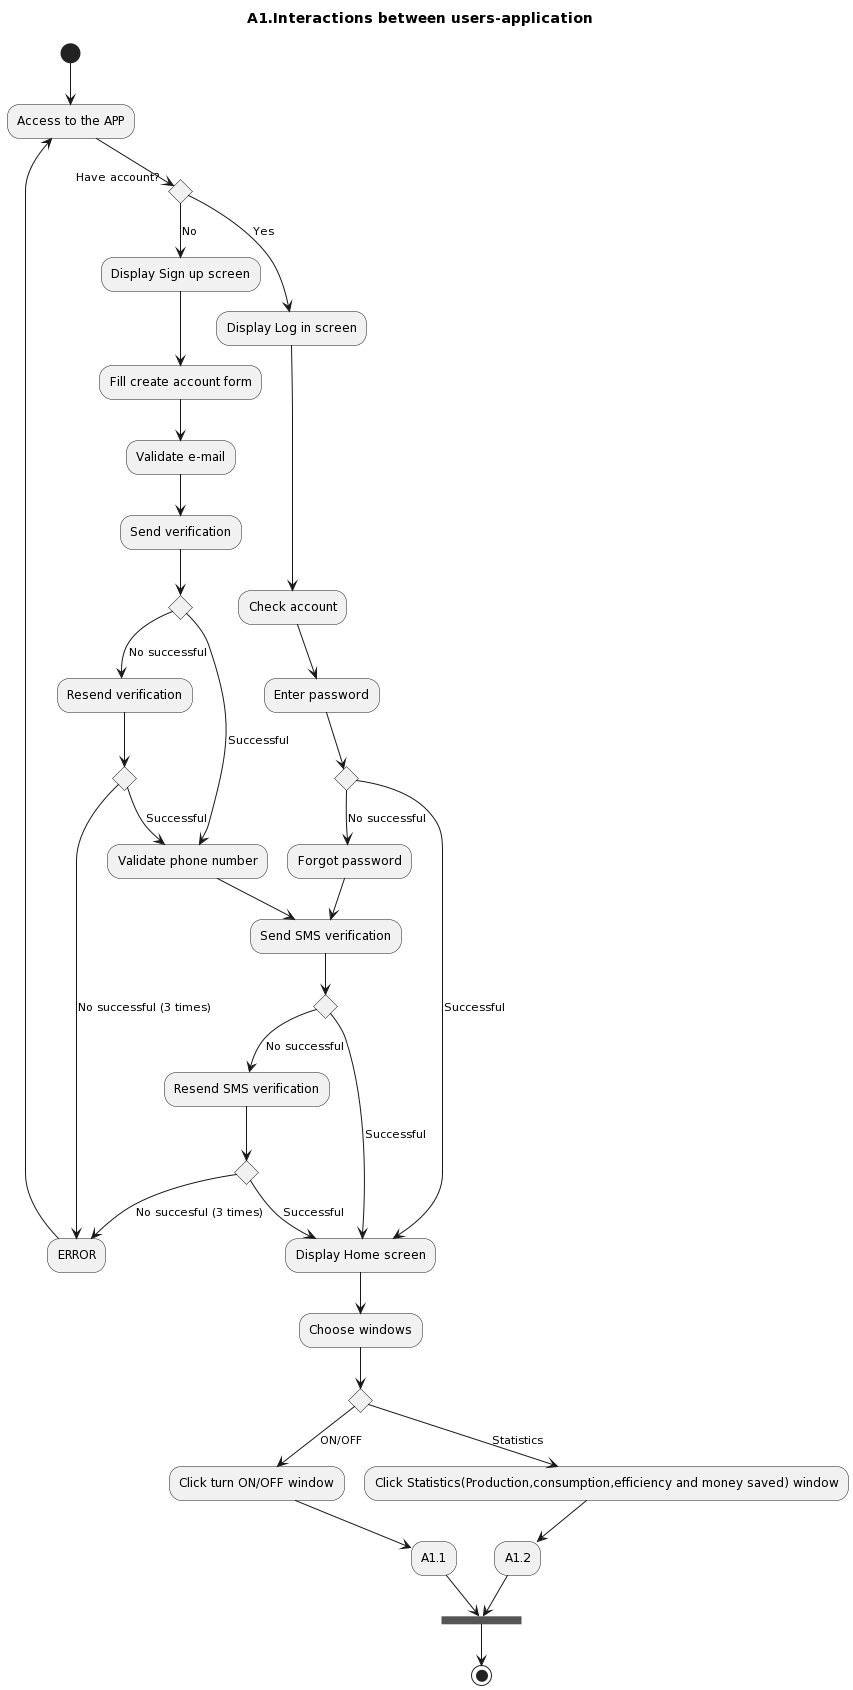 A1.Interactions between users-application
Access to the APP
Have account?
No
Yes
Display Sign up screen
Display Log in screen
Fill create account form
Validate e-mail
Send verification
Check account
No successful
Resend verification
Enter password
Successful
Successful
No successful
Validate phone number
Forgot password
Send SMS verification
No successful (3 times)
Successful
No successful
Resend SMS verification
Successful
No succesful (3 times)
Successful
ERROR
Display Home screen
Choose windows
ON/OFF
Statistics
Click turn ON/OFF window
Click Statistics(Production,consumption,efficiency and money saved) window
A1.1
A1.2